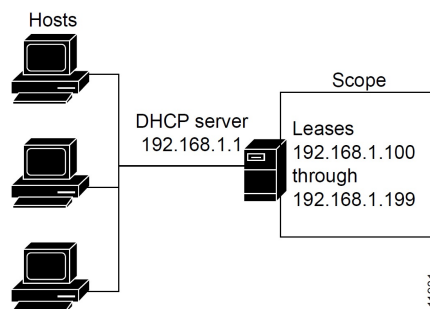 Hosts
Scope
DHCP server
192.168.1.1
Leases
192.168.1.100
through
192.168.1.199